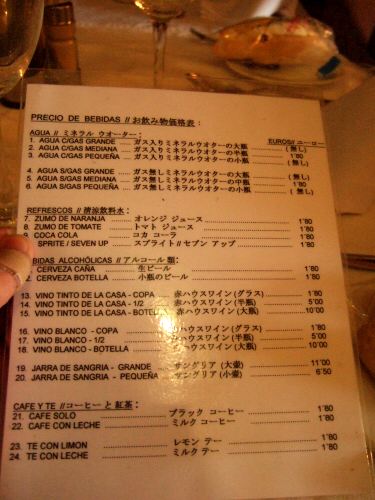 PRECIO DE BEBIDAS // お飲み物価格表:
AGUA // ミネラル ウオーター: EUROS// ユーロ
1. AGUA C/GAS GRANDE ..... ガス入りミネラルウオターの大瓶 ( 無し)
2. AGUA C/GAS MEDIANA .... ガス入りミネラルウオターの半瓶 1'80
3. AGUA C/GAS PEQUEÑA .... ガス入りミネラルウオターの小瓶 ( 無し)
4. AGUA S/GAS GRANDE ..... ガス無しミネラルウオターの大瓶 ( 無し)
5. AGUA S/GAS MEDIANA .... ガス無しミネラルウオターの中瓶 1'80
6. AGUA S/GAS PEQUEÑA .... ガス無しミネラルウオターの小瓶 ( 無し)
REFRESCOS // 清涼飲料水:
7. ZUMO DE NARANJA ..... オレンジ ジュース ..... 1'80
8. ZUMO DE TOMATE ..... トマト ジュース ..... 1'80
9. COCA COLA ..... コカ コーラ ..... 1'80
SPRITE / SEVEN UP ..... スプライト // セブン アップ ..... 1'80
BIDAS ALCOHÓLICAS // アルコール 類:
CERVEZA CAÑA ..... 生ビール ..... 1'80
2. CERVEZA BOTELLA ..... 小瓶のビール ..... 1'80
13. VINO TINTO DE LA CASA - COPA ... 赤ハウスワイン (グラス) ..... 1'80
14. VINO TINTO DE LA CASA - 1/2 ... 赤ハウスワイン (半瓶) ..... 5'00
15. VINO TINTO DE LA CASA - BOTELLA 赤ハウスワイン (大瓶) ..... 10'00
16. VINO BLANCO - COPA ..... ハウスワイン (グラス) ..... 1'80
17. VINO BLANCO - 1/2 ..... ハウスワイン (半瓶) ..... 5'00
18. VINO BLANCO - BOTELLA ..... ハウスワイン (大瓶) ..... 10'00
19. JARRA DE SANGRIA - GRANDE ..... サングリア (大壷) ..... 11'00
20. JARRA DE SANGRIA - PEQUEÑA .. サングリア (小壷) ..... 6'50
CAFE Y TE // コーヒー と 紅茶:
21. CAFE SOLO ..... ブラック コーヒー ..... 1'80
22. CAFE CON LECHE ..... ミルク コーヒー ..... 1'80
23. TE CON LIMON ..... レモン テー ..... 1'80
24. TE CON LECHE ..... ミルク テー ..... 1'80